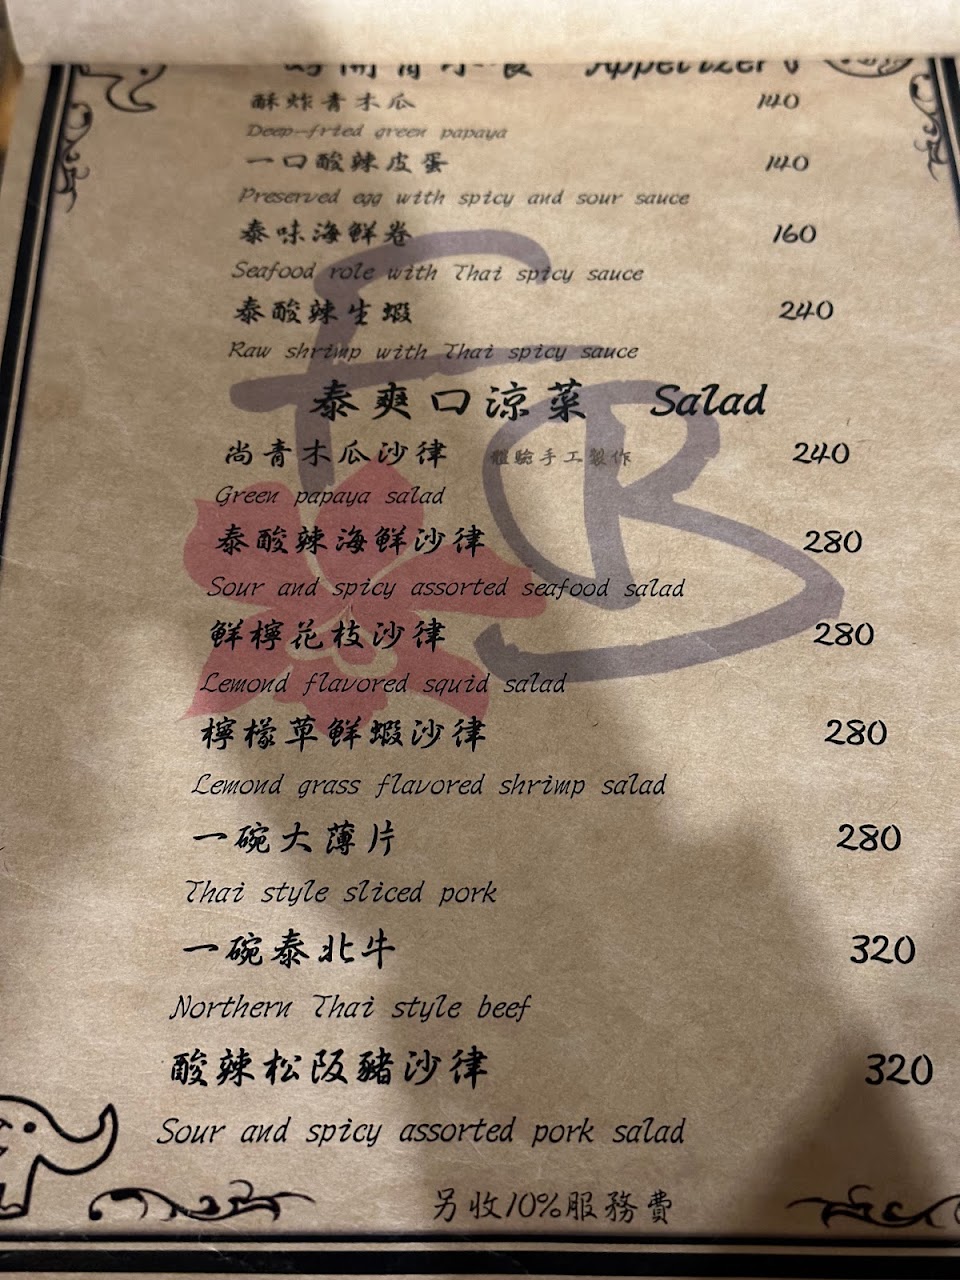 開 小 食 Appetizer
酥炸青木瓜 140
Deep-fried green papaya
一口酸辣皮蛋 140
Preserved egg with spicy and sour sauce
泰味海鮮卷 160
Seafood role with Thai spicy sauce
泰酸辣生蝦 240
Raw shrimp with Thai spicy sauce
泰爽口涼菜 Salad
尚青木瓜沙律 體驗手工製作 240
Green papaya salad
泰酸辣海鮮沙律 280
Sour and spicy assorted seafood salad
鮮檸花枝沙律 280
Lemond flavored squid salad
檸檬草鮮蝦沙律 280
Lemond grass flavored shrimp salad
一碗大薄片 280
Thai style sliced pork
一碗泰北牛 320
Northern Thai style beef
酸辣松阪豬沙律 320
Sour and spicy assorted pork salad
另收10%服務費